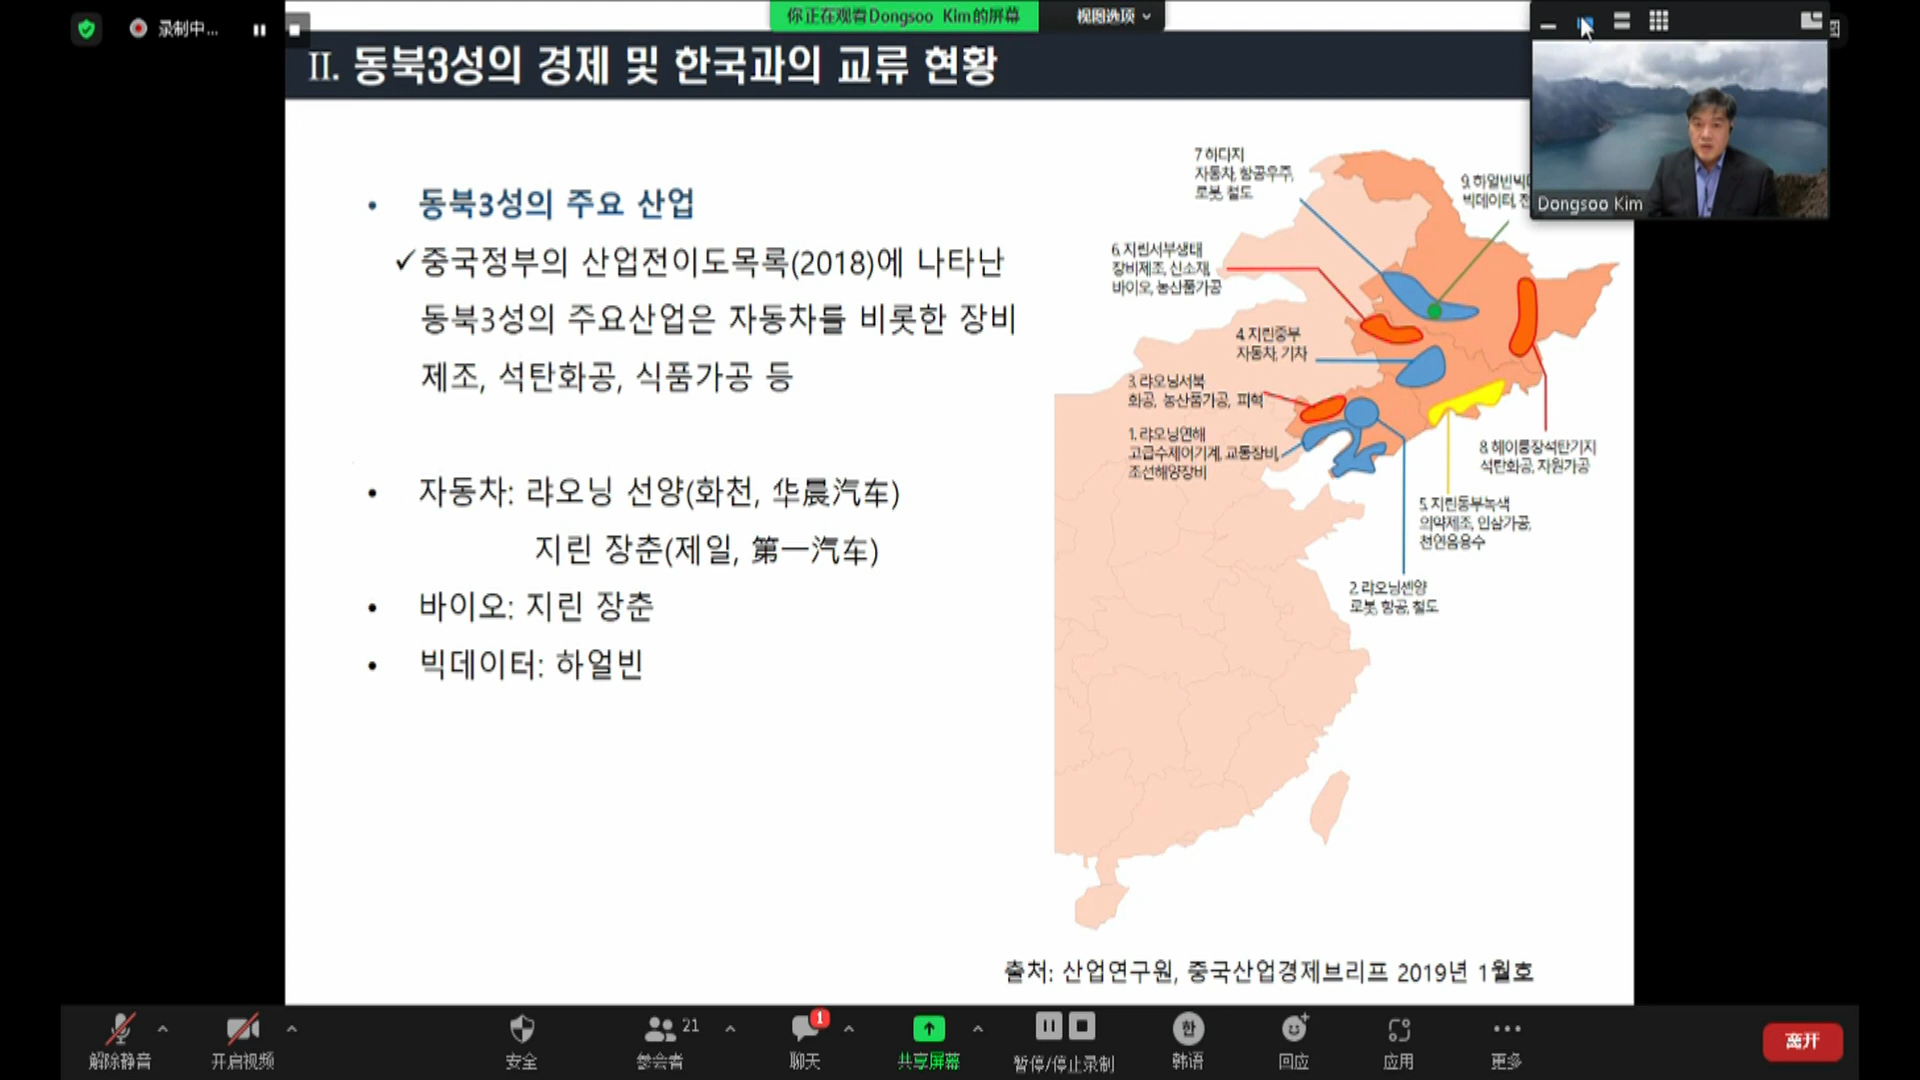 录制中...
你正在观看Dongsoo Kim的屏幕
视图选项
II. 동북3성의 경제 및 한국과의 교류 현황
Dongsoo Kim
• 동북3성의 주요 산업
✓중국정부의 산업전이도목록(2018)에 나타난
동북3성의 주요산업은 자동차를 비롯한 장비
제조, 석탄화공, 식품가공 등
• 자동차: 랴오닝 선양(화천, 华晨汽车)
지린 장춘(제일, 第一汽车)
• 바이오: 지린 장춘
• 빅데이터: 하얼빈
7 하다치
자동차, 항공우주,
로봇, 철도
9. 하얼빈빅
빅데이터,
6. 지린서부생태
장비제조, 신소재,
바이오, 농산품가공
4. 지린중부
자동차, 기차
3. 랴오닝서북
화공, 농산품가공, 피혁
1. 랴오닝연해
고급수제어기계, 교통장비,
조선해양장비
8. 헤이룽장석탄기지
석탄화공, 자원가공
5. 지린동부녹색
의약제조, 인삼가공,
천연음용수
2. 랴오닝선양
로봇, 항공, 철도
출처: 산업연구원, 중국산업경제브리프 2019년 1월호
解除静音
开启视频
安全
21
参会者
1
聊天
共享屏幕
暂停/停止录制
한
韩语
回应
应用
更多
离开